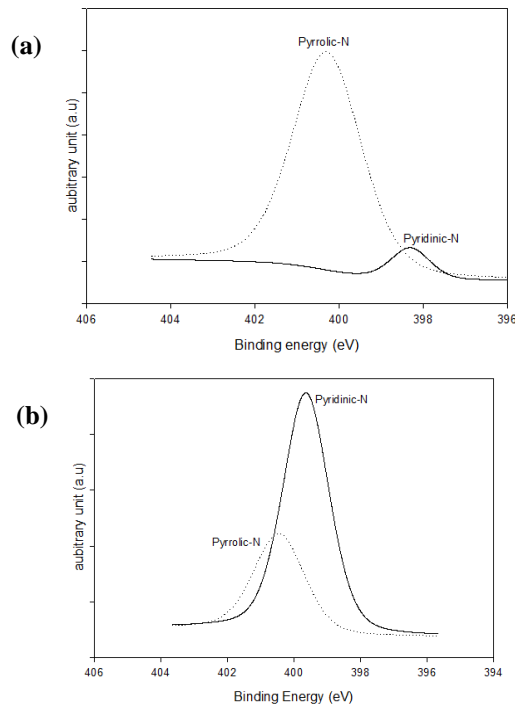 (a)
Pyrrolic-N
Pyridinic-N
aubitrary unit (a.u)
406 404 402 400 398 396
Binding energy (eV)
(b)
Pyridinic-N
Pyrrolic-N
aubitrary unit (a.u)
406 404 402 400 398 396 394
Binding Energy (eV)